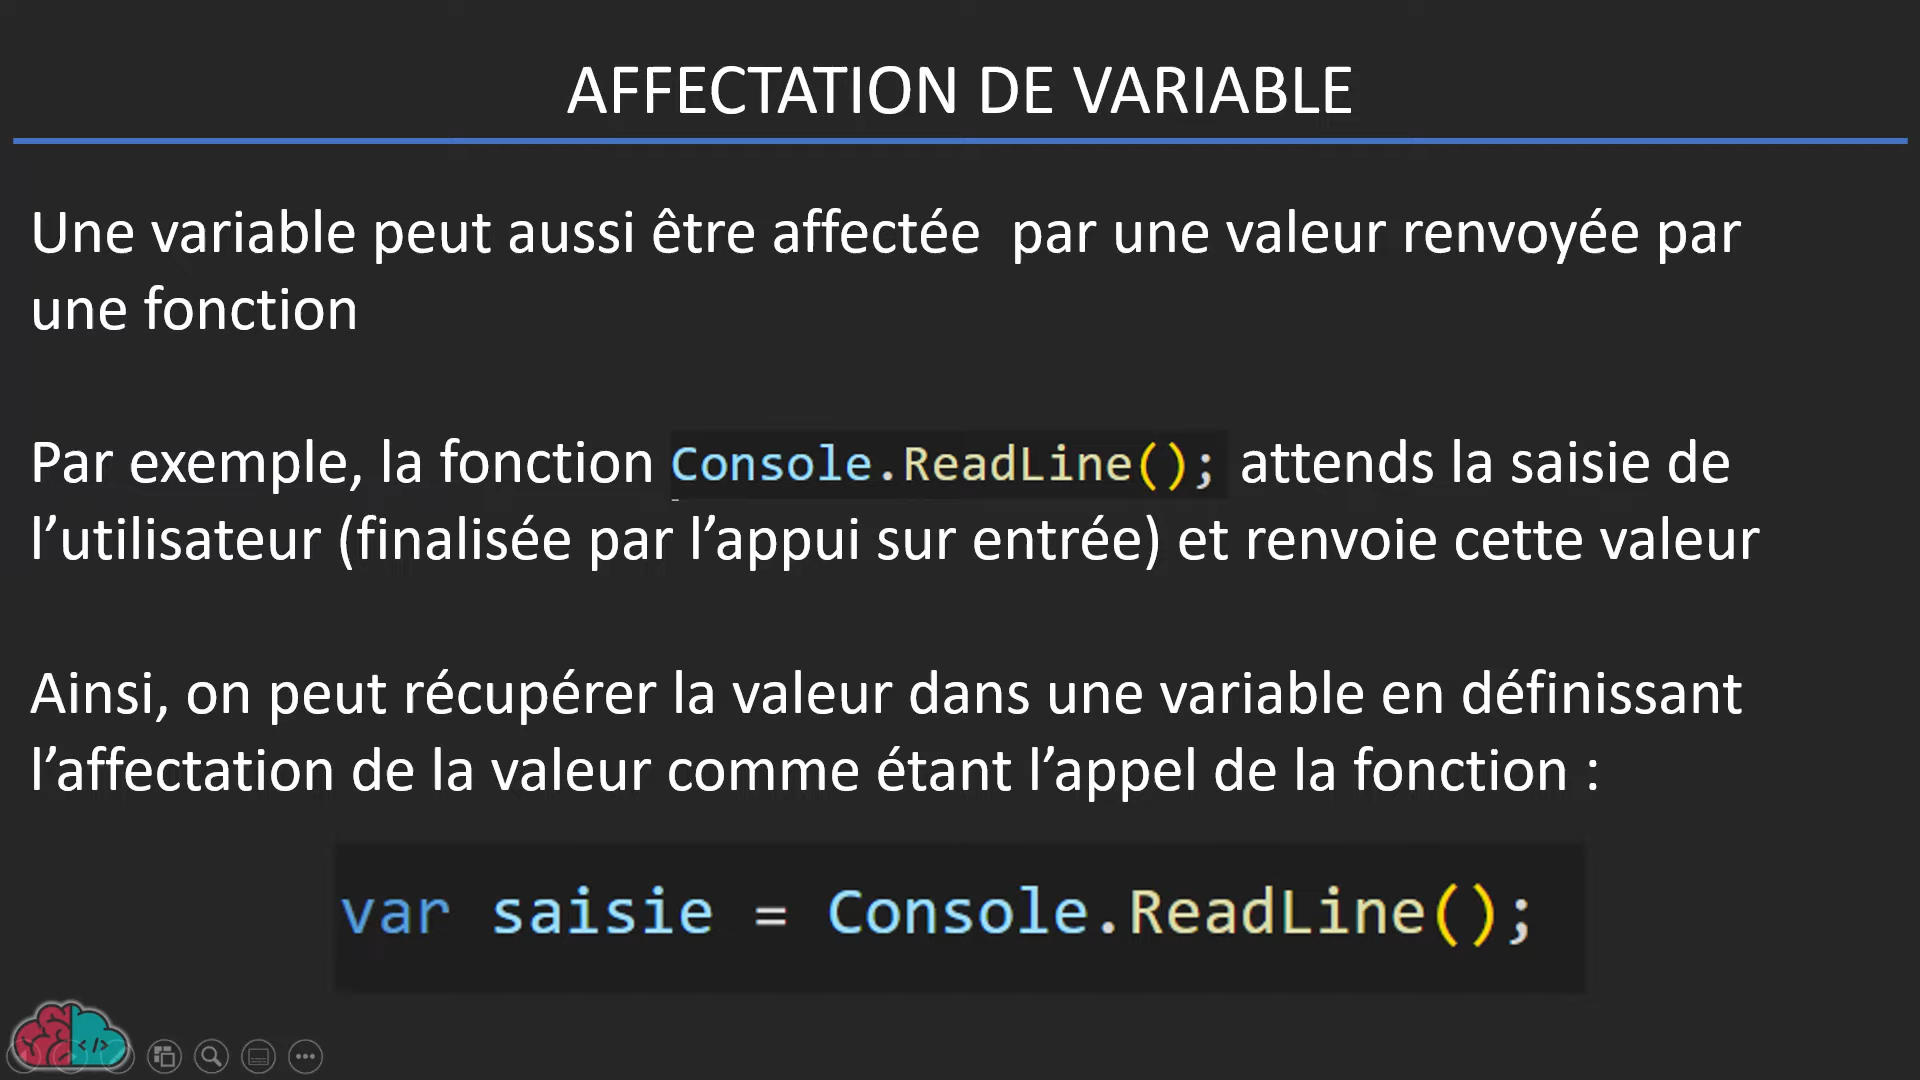 AFFECTATION DE VARIABLE
Une variable peut aussi être affectée  par une valeur renvoyée par
une fonction
Par exemple, la fonction Console.ReadLine(); attends la saisie de
l’utilisateur (finalisée par l’appui sur entrée) et renvoie cette valeur
Ainsi, on peut récupérer la valeur dans une variable en définissant
l’affectation de la valeur comme étant l’appel de la fonction :
var saisie = Console.ReadLine();
<//>